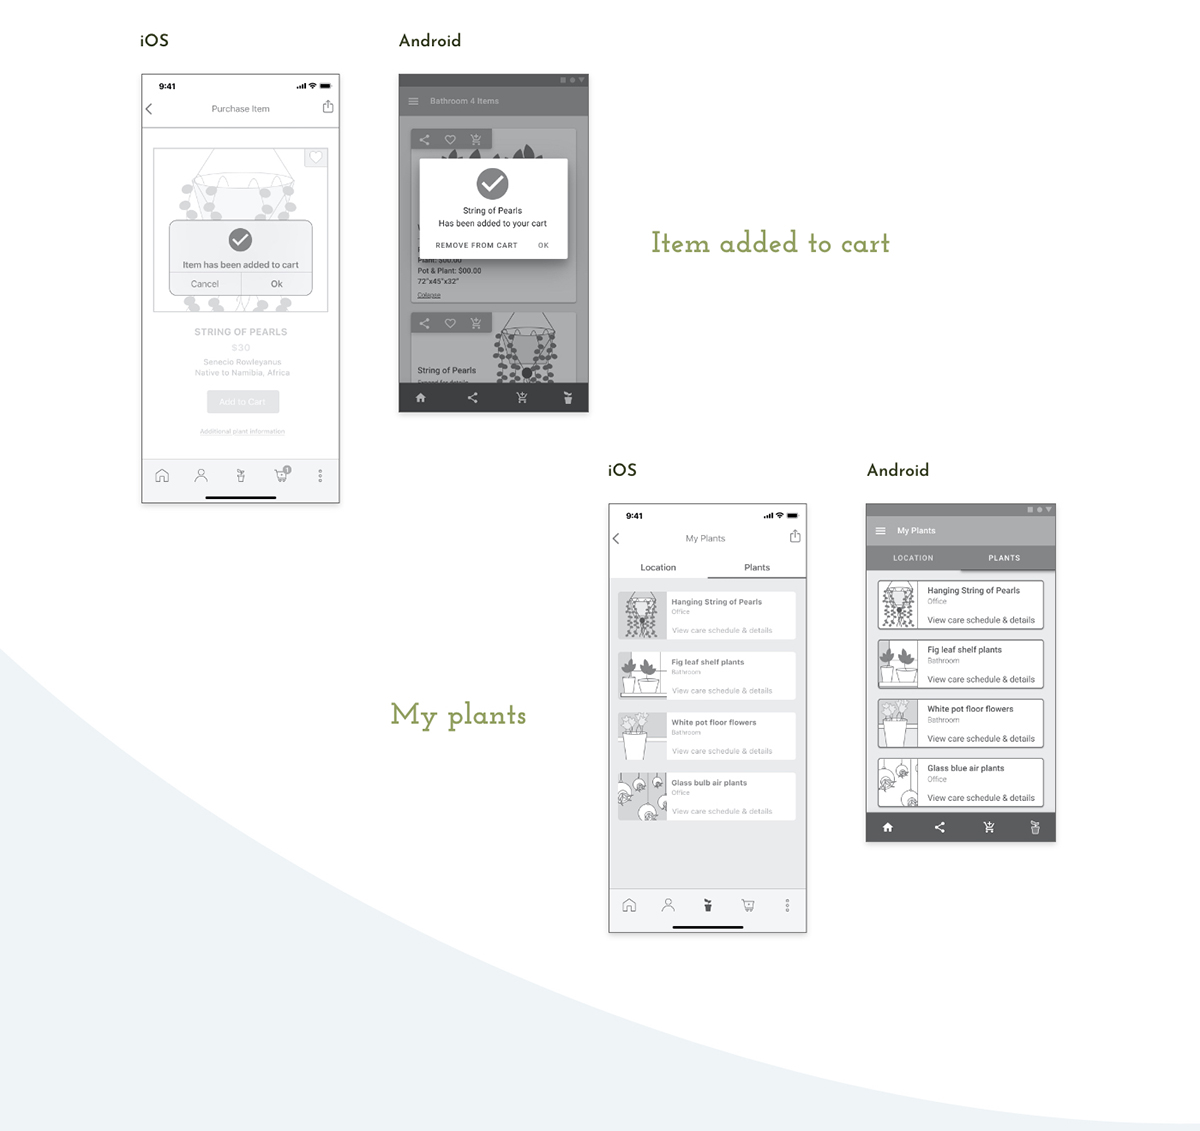 iOS
Android
9:41
Purchase Item
Item has been added to cart
Cancel
Ok
STRING OF PEARLS
$30
Senecio Rowleyanus
Native to Namibia, Africa
Add to Cart
Additional plant information
1
Bathroom 4 Items
String of Pearls
Has been added to your cart
REMOVE FROM CART
OK
Plant: $00.00
Pot & Plant: $00.00
72"x45"x32"
Collapse
String of Pearls
Expand for details
Item added to cart
iOS
Android
9:41
My Plants
Location
Plants
Hanging String of Pearls
Office
View care schedule & details
Fig leaf shelf plants
Bathroom
View care schedule & details
White pot floor flowers
Bathroom
View care schedule & details
Glass bulb air plants
Office
View care schedule & details
My Plants
LOCATION
PLANTS
Hanging String of Pearls
Office
View care schedule & details
Fig leaf shelf plants
Bathroom
View care schedule & details
White pot floor flowers
Bathroom
View care schedule & details
Glass blue air plants
Office
View care schedule & details
My plants